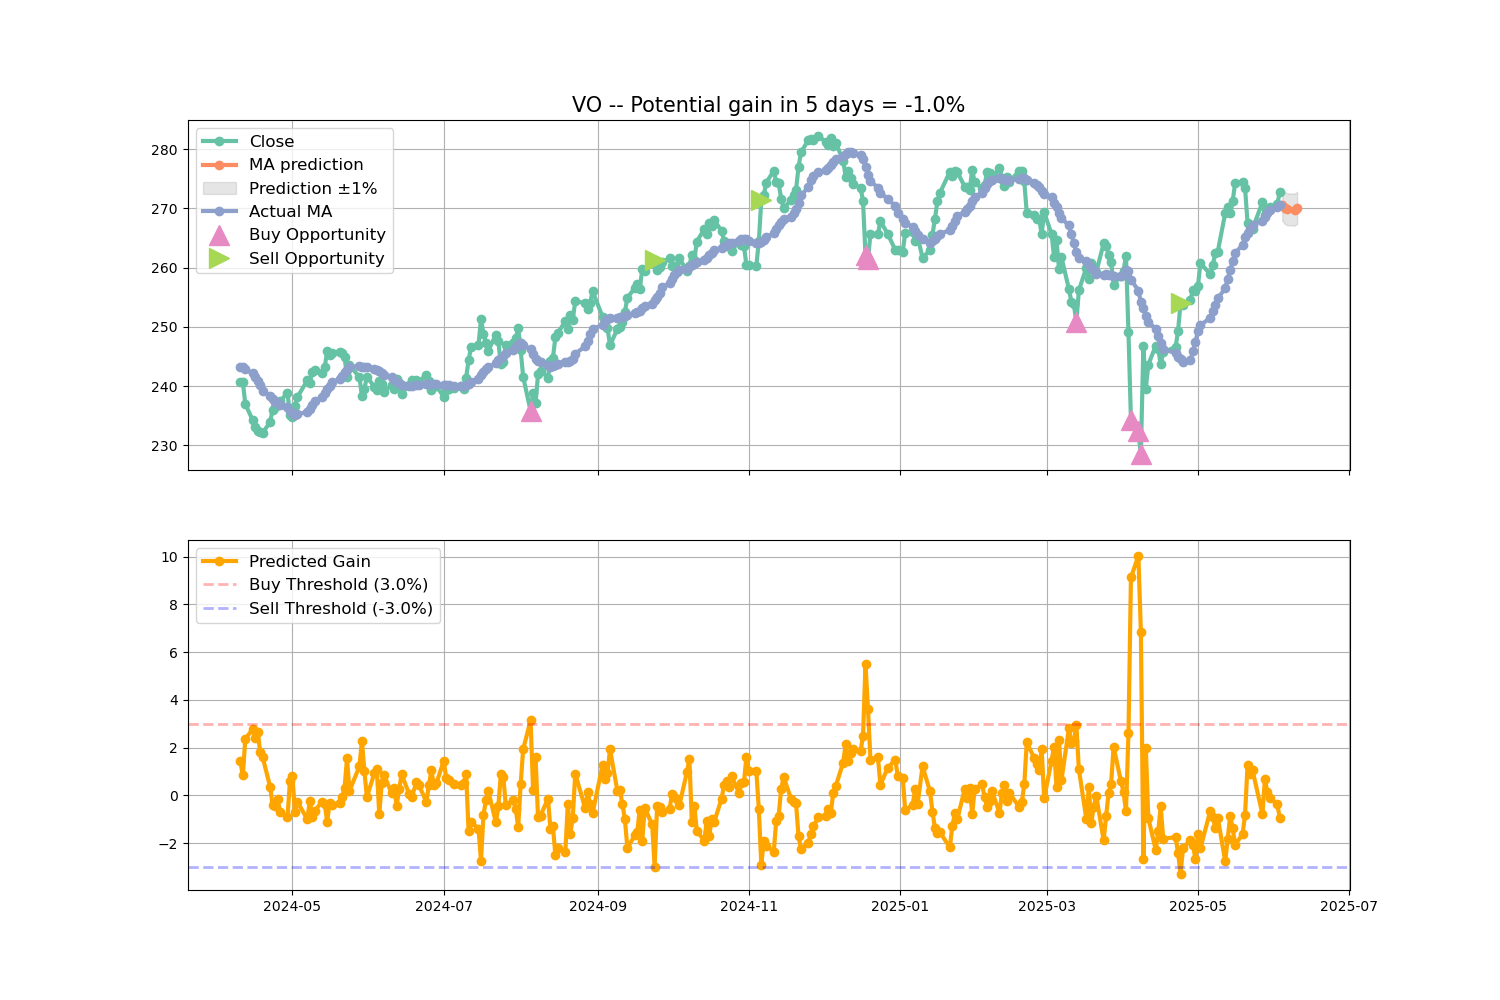 VO -- Potential gain in 5 days = -1.0%
Close
MA prediction
Prediction ±1%
Actual MA
Buy Opportunity
Sell Opportunity
280
270
260
250
240
230
Predicted Gain
Buy Threshold (3.0%)
Sell Threshold (-3.0%)
10
8
6
4
2
0
−2
2024-05 2024-07 2024-09 2024-11 2025-01 2025-03 2025-05 2025-07